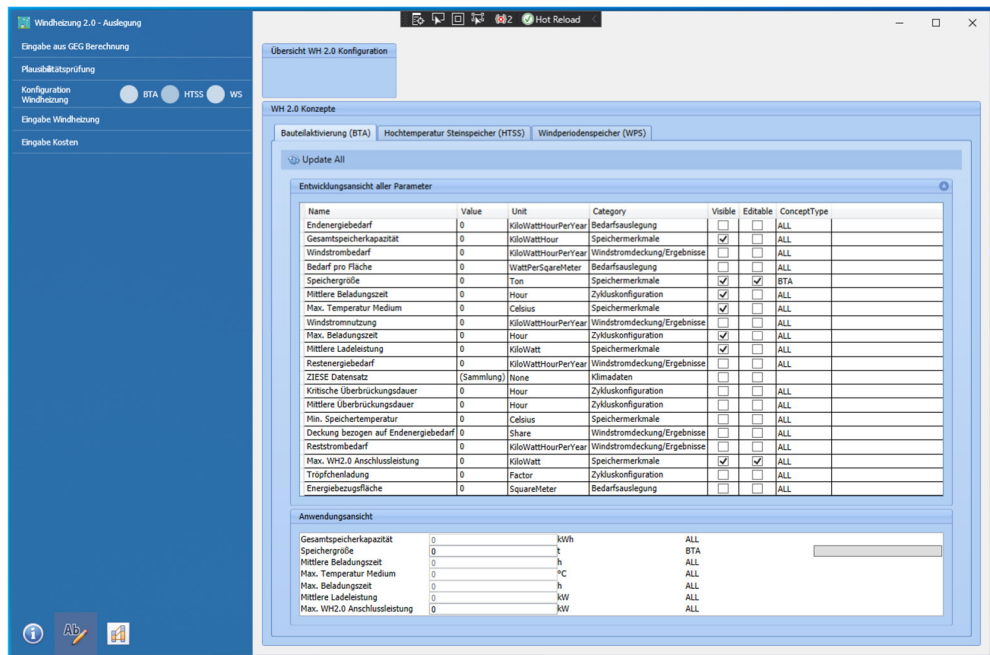 Windheizung 2.0 - Auslegung
2
Hot Reload
Eingabe aus GEG Berechnung
Plausibilitätsprüfung
Konfiguration
Windheizung
BTA HTSS WS
Eingabe Windheizung
Eingabe Kosten
Übersicht WH 2.0 Konfiguration
WH 2.0 Konzepte
Bauteilaktivierung (BTA) Hochtemperatur Steinspeicher (HTSS) Windperiodenspeicher (WPS)
Update All
Entwicklungsansicht aller Parameter
Name Value Unit Category Visible Editable ConceptType
Endenergiebedarf 0 KiloWattHourPerYear Bedarfsauslegung ALL
Gesamtspeicherkapazität 0 KiloWattHour Speichermerkmale ALL
Windstrombedarf 0 KiloWattHourPerYear Windstromdeckung/Ergebnisse ALL
Bedarf pro Fläche 0 WattPerSqareMeter Bedarfsauslegung ALL
Speichergröße 0 Ton Speichermerkmale BTA
Mittlere Beladungszeit 0 Hour Zykluskonfiguration ALL
Max. Temperatur Medium 0 Celsius Speichermerkmale ALL
Windstromnutzung 0 KiloWattHourPerYear Windstromdeckung/Ergebnisse ALL
Max. Beladungszeit 0 Hour Zykluskonfiguration ALL
Mittlere Ladeleistung 0 KiloWatt Speichermerkmale ALL
Restenergiebedarf 0 KiloWattHourPerYear Windstromdeckung/Ergebnisse ALL
ZIESE Datensatz (Sammlung) None Klimadaten
Kritische Überbrückungsdauer 0 Hour Zykluskonfiguration ALL
Mittlere Überbrückungsdauer 0 Hour Zykluskonfiguration ALL
Min. Speichertemperatur 0 Celsius Speichermerkmale ALL
Deckung bezogen auf Endenergiebedarf 0 Share Windstromdeckung/Ergebnisse ALL
Reststrombedarf 0 KiloWattHourPerYear Windstromdeckung/Ergebnisse ALL
Max. WH2.0 Anschlussleistung 0 KiloWatt Speichermerkmale ALL
Tröpfchenladung 0 Factor Zykluskonfiguration ALL
Energiebezugsfläche 0 SquareMeter Bedarfsauslegung ALL
Anwendungsansicht
Gesamtspeicherkapazität 0 kWh ALL
Speichergröße 0 t BTA
Mittlere Beladungszeit 0 h ALL
Max. Temperatur Medium 0 °C ALL
Max. Beladungszeit 0 h ALL
Mittlere Ladeleistung 0 kW ALL
Max. WH2.0 Anschlussleistung 0 kW ALL
Ab